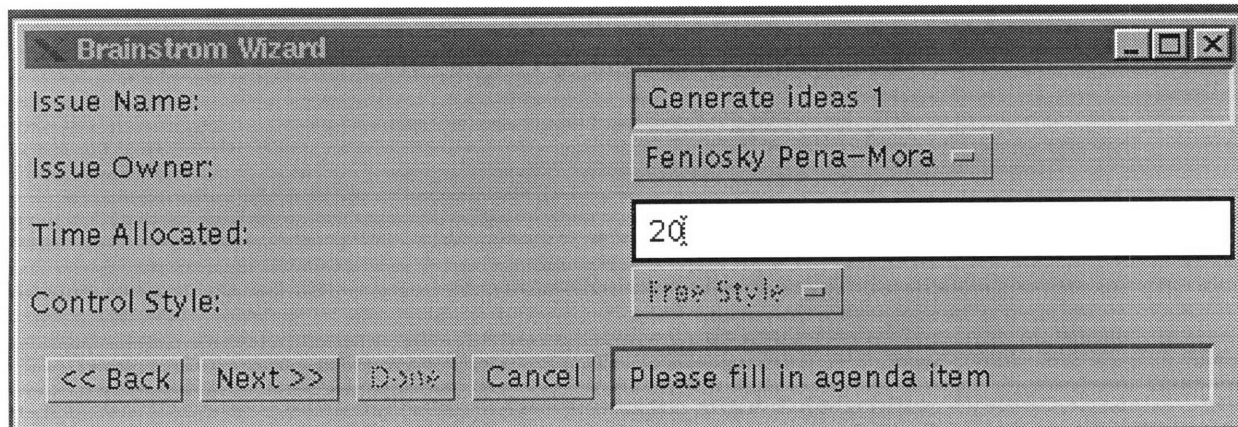 Brainstrom Wizard
Issue Name: Generate ideas 1
Issue Owner: Feniosky Pena-Mora
Time Allocated: 20
Control Style: Free Style
<< Back Next >> Done Cancel Please fill in agenda item